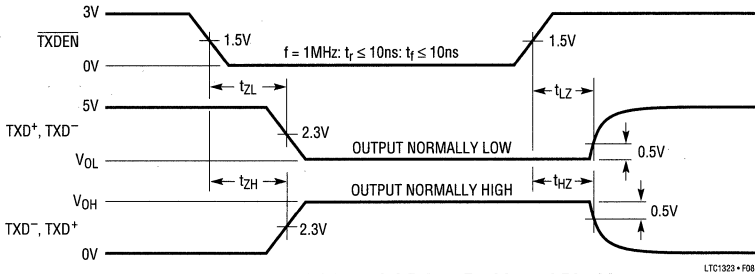 3V
TXDEN
1.5V
1.5V
f = 1MHz: tr ≤ 10ns: tf ≤ 10ns
0V
tZL
tLZ
5V
TXD+, TXD–
2.3V
OUTPUT NORMALLY LOW
0.5V
VOL
tZH
OUTPUT NORMALLY HIGH
tHZ
VOH
0.5V
TXD–, TXD+
2.3V
0V
LTC1323 • F08